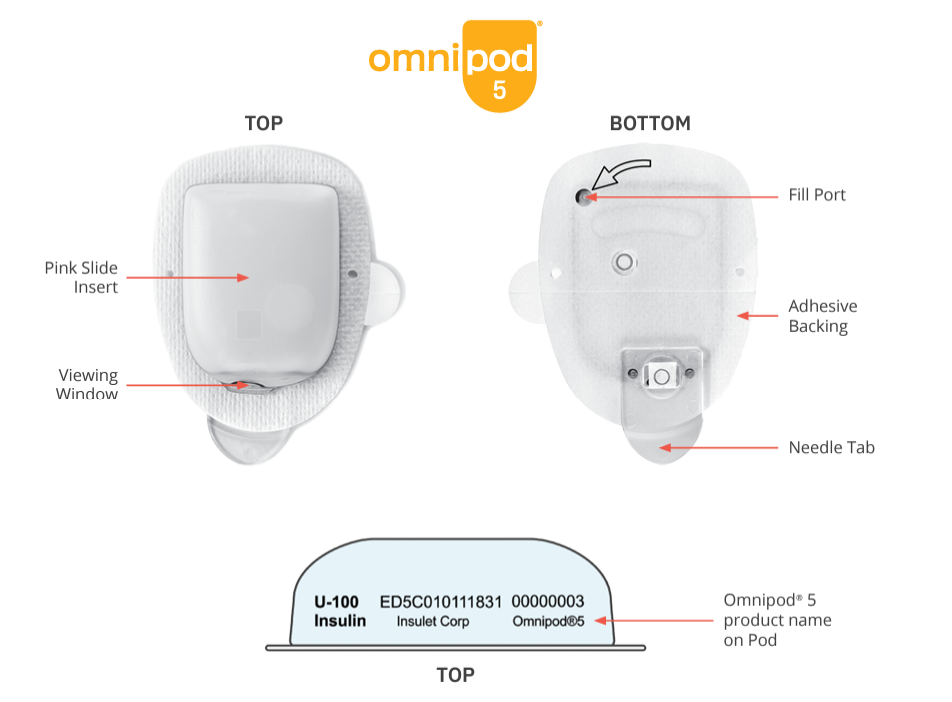 omnipod®
5
TOP
BOTTOM
Fill Port
Pink Slide
Insert
Adhesive
Backing
Viewing
Window
Needle Tab
U-100 ED5C010111831 00000003
Insulin Insulet Corp Omnipod®5
Omnipod® 5
product name
on Pod
TOP